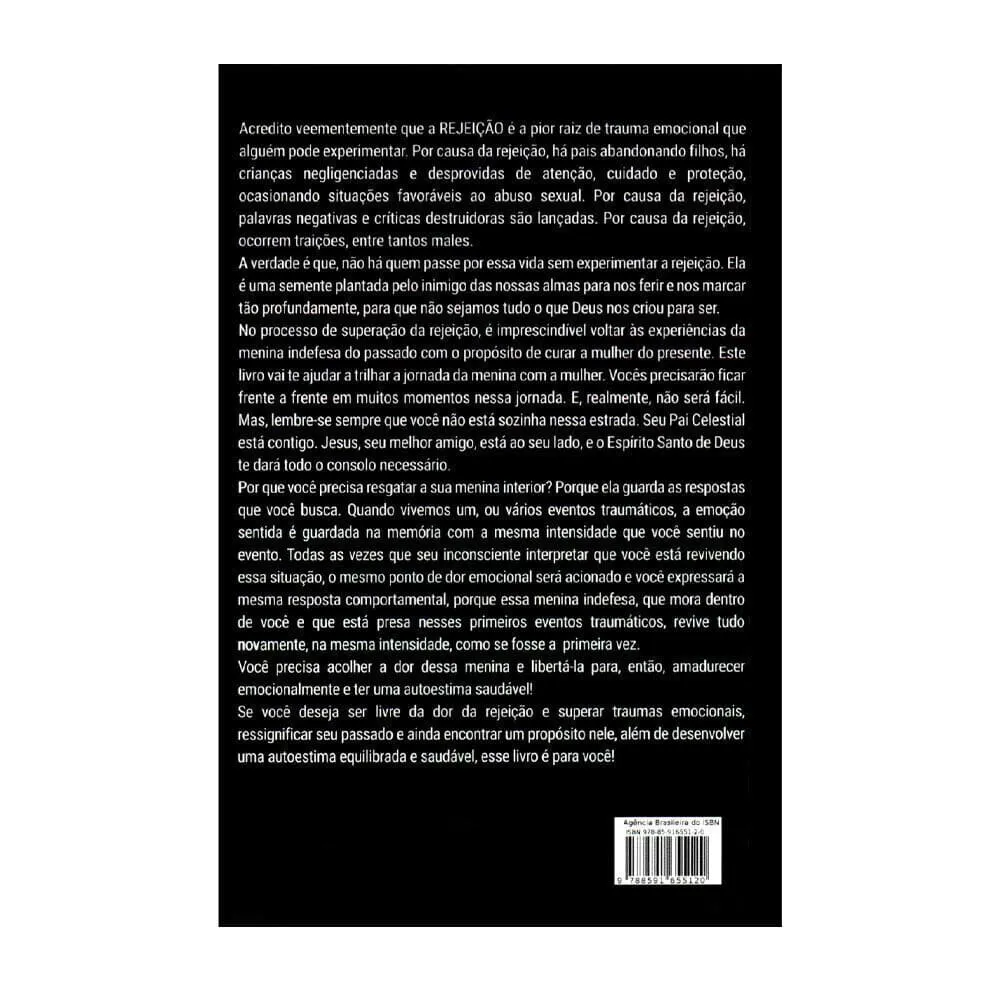 Acredito veementemente que a REJEIÇÃO é a pior raiz de trauma emocional que
alguém pode experimentar. Por causa da rejeição, há pais abandonando filhos, há
crianças negligenciadas e desprovidas de atenção, cuidado e proteção,
ocasionando situações favoráveis ao abuso sexual. Por causa da rejeição,
palavras negativas e críticas destruidoras são lançadas. Por causa da rejeição,
ocorrem traições, entre tantos males.
A verdade é que, não há quem passe por essa vida sem experimentar a rejeição. Ela
é uma semente plantada pelo inimigo das nossas almas para nos ferir e nos marcar
tão profundamente, para que não sejamos tudo o que Deus nos criou para ser.
No processo de superação da rejeição, é imprescindível voltar às experiências da
menina indefesa do passado com o propósito de curar a mulher do presente. Este
livro vai te ajudar a trilhar a jornada da menina com a mulher. Vocês precisarão ficar
frente a frente em muitos momentos nessa jornada. E, realmente, não será fácil.
Mas, lembre-se sempre que você não está sozinha nessa estrada. Seu Pai Celestial
está contigo. Jesus, seu melhor amigo, está ao seu lado, e o Espírito Santo de Deus
te dará todo o consolo necessário.
Por que você precisa resgatar a sua menina interior? Porque ela guarda as respostas
que você busca. Quando vivemos um, ou vários eventos traumáticos, a emoção
sentida é guardada na memória com a mesma intensidade que você sentiu no
evento. Todas as vezes que seu inconsciente interpretar que você está revivendo
essa situação, o mesmo ponto de dor emocional será acionado e você expressará a
mesma resposta comportamental, porque essa menina indefesa, que mora dentro
de você e que está presa nesses primeiros eventos traumáticos, revive tudo
novamente, na mesma intensidade, como se fosse a primeira vez.
Você precisa acolher a dor dessa menina e libertá-la para, então, amadurecer
emocionalmente e ter uma autoestima saudável!
Se você deseja ser livre da dor da rejeição e superar traumas emocionais,
ressignificar seu passado e ainda encontrar um propósito nele, além de desenvolver
uma autoestima equilibrada e saudável, esse livro é para você!
Agência Brasileira do ISBN
ISBN 978-85-916551-2-0
9 788591 655120